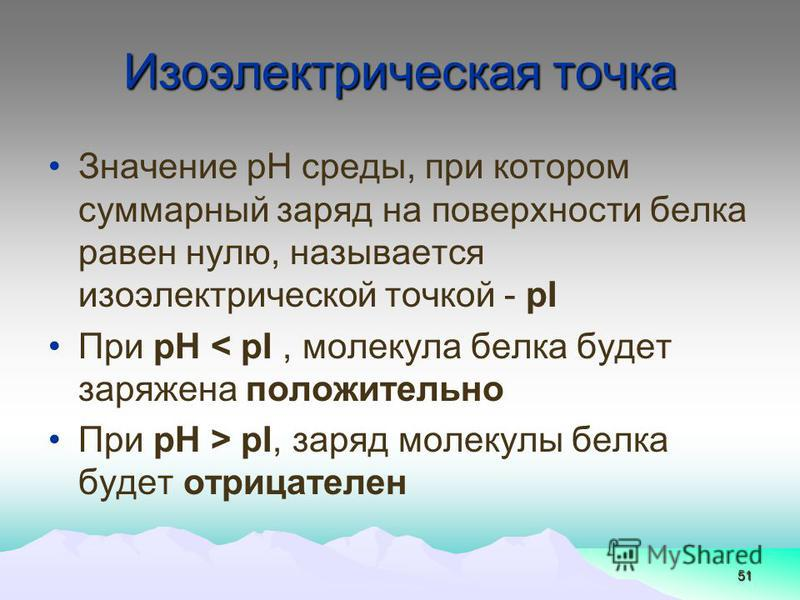 Изоэлектрическая точка
• Значение pH среды, при котором
суммарный заряд на поверхности белка
равен нулю, называется
изоэлектрической точкой - pI
• При pH < pI , молекула белка будет
заряжена положительно
• При pH > pI, заряд молекулы белка
будет отрицателен
MyShared
51